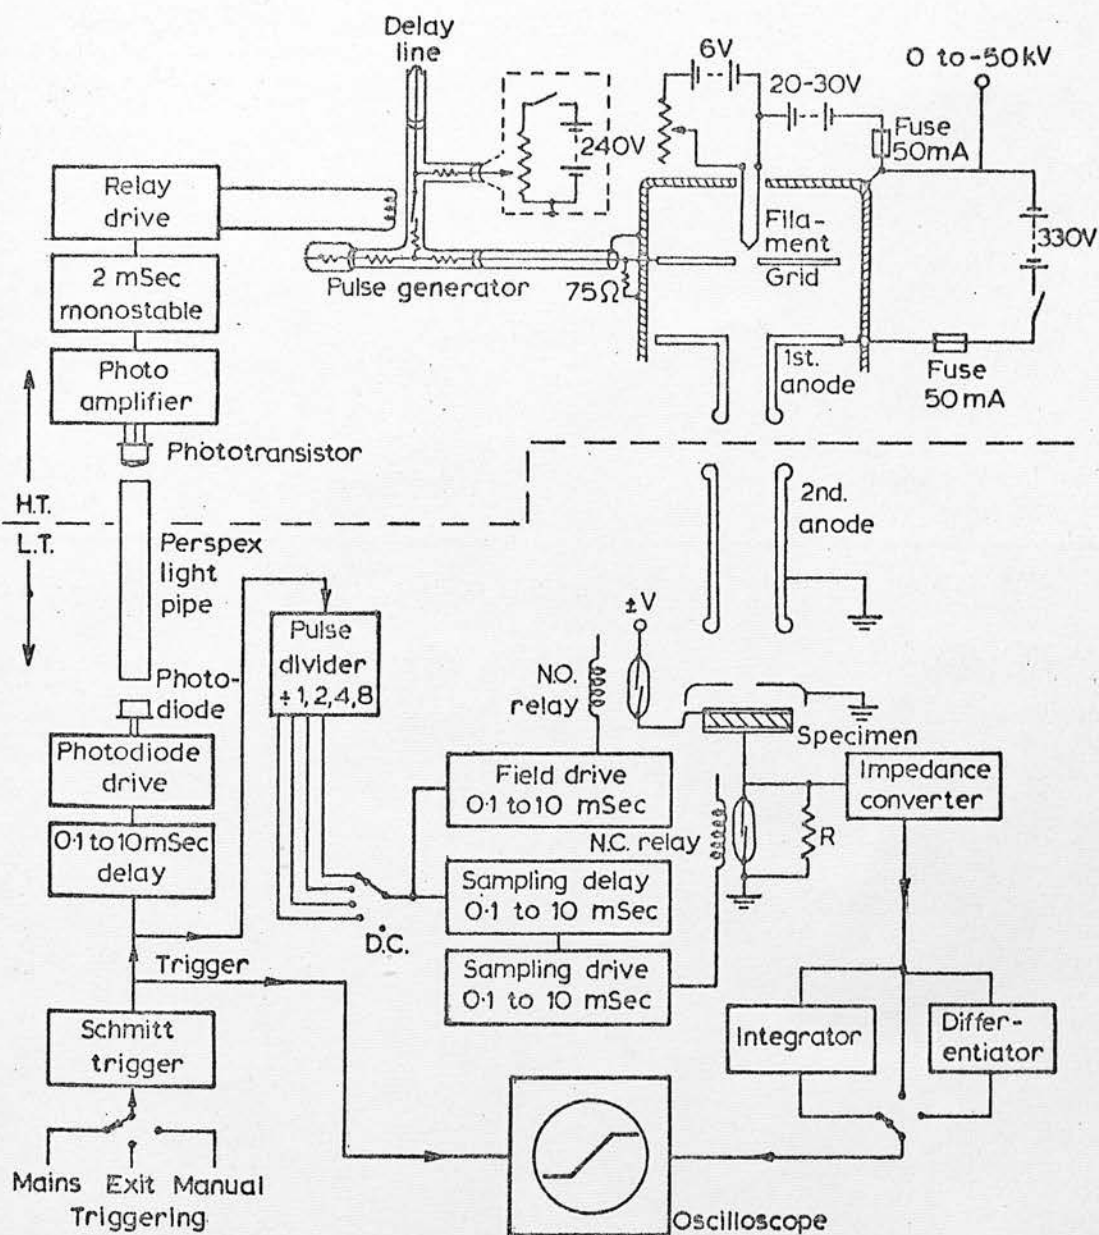 Delay
line
6V
0 to -50kV
20-30V
Fuse
50mA
240V
Relay
drive
Fila-
ment
Grid
330V
2 mSec
monostable
Pulse generator
75Ω
Photo
amplifier
1st.
anode
Fuse
50mA
Phototransistor
H.T.
L.T.
2nd.
anode
Perspex
light
pipe
±V
Pulse
divider
÷1,2,4,8
N.O.
relay
Photo-
diode
Specimen
Photodiode
drive
Field drive
0·1 to 10 mSec
Impedance
converter
N.C. relay
R
0·1 to 10mSec
delay
Sampling delay
0·1 to 10 mSec
D.C.
Trigger
Sampling drive
0·1 to 10 mSec
Schmitt
trigger
Integrator
Differ-
entiator
Mains Exit Manual
Triggering
Oscilloscope